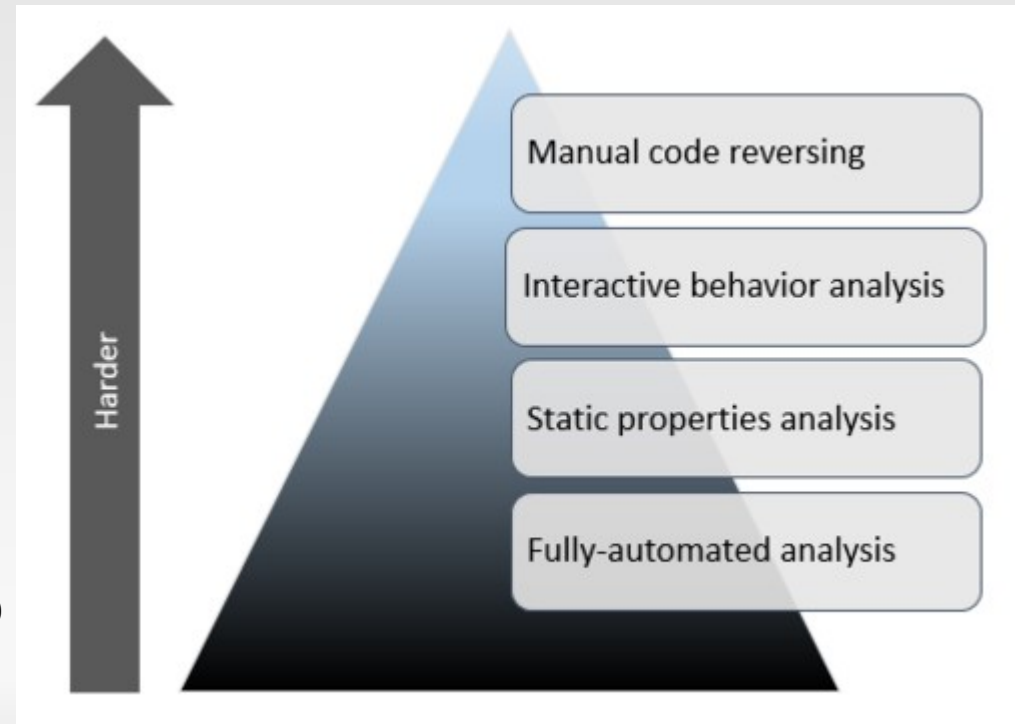 Manual code reversing
Interactive behavior analysis
Harder
Static properties analysis
Fully-automated analysis
)